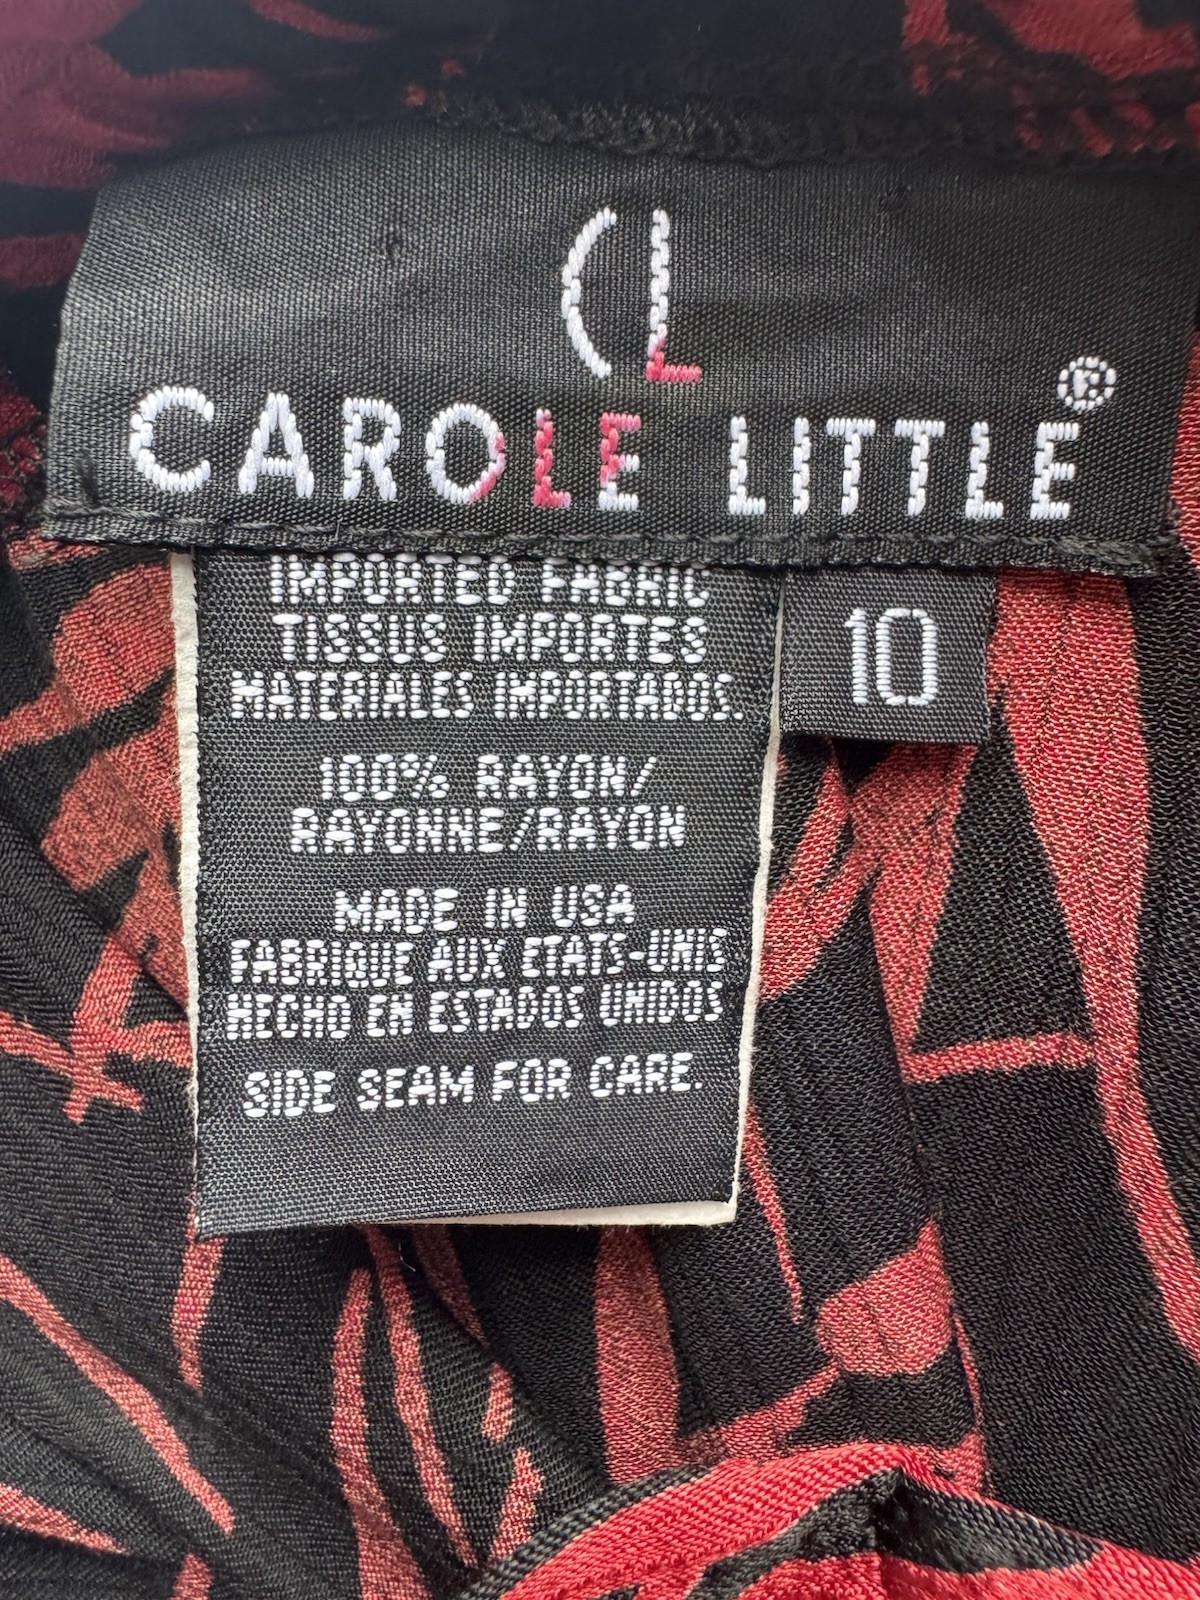 CL
CAROLE LITTLE®
IMPORTED FABRIC
TISSUS IMPORTES
MATERIALES IMPORTADOS.
10
100% RAYON/
RAYONNE/RAYON
MADE IN USA
FABRIQUE AUX ETATS-UNIS
HECHO EN ESTADOS UNIDOS
SIDE SEAM FOR CARE.